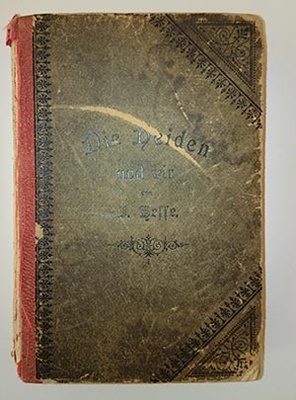 Die Heiden
und wir
von
J. Hesse.